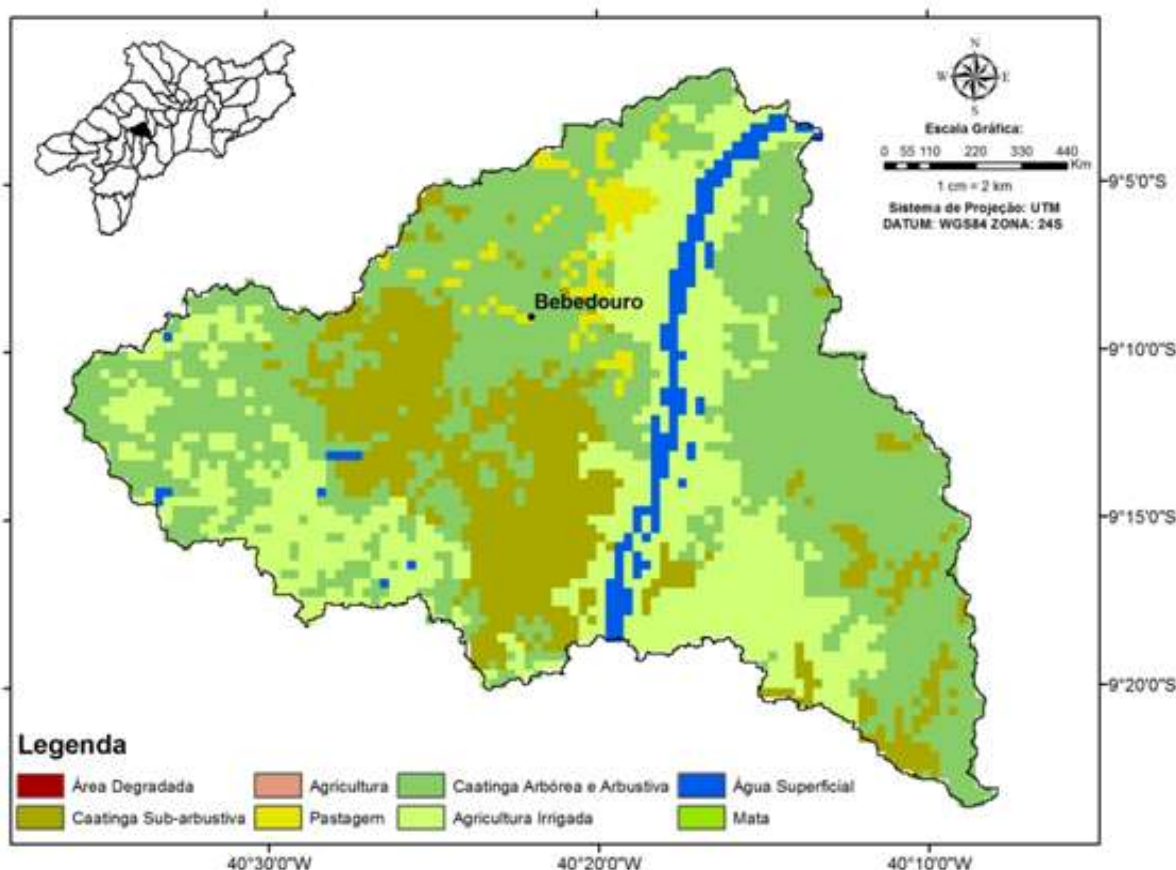 N
W E
S
Escala Gráfica:
0 55 110 220 330 440
Km
1 cm = 2 km
Sistema de Projeção: UTM
DATUM: WGS84 ZONA: 24S
9°5'0"S
Bebedouro
9°10'0"S
9°15'0"S
9°20'0"S
Legenda
Área Degradada Agricultura Caatinga Arbórea e Arbustiva Água Superficial
Caatinga Sub-arbustiva Pastagem Agricultura Irrigada Mata
40°30'0"W 40°20'0"W 40°10'0"W